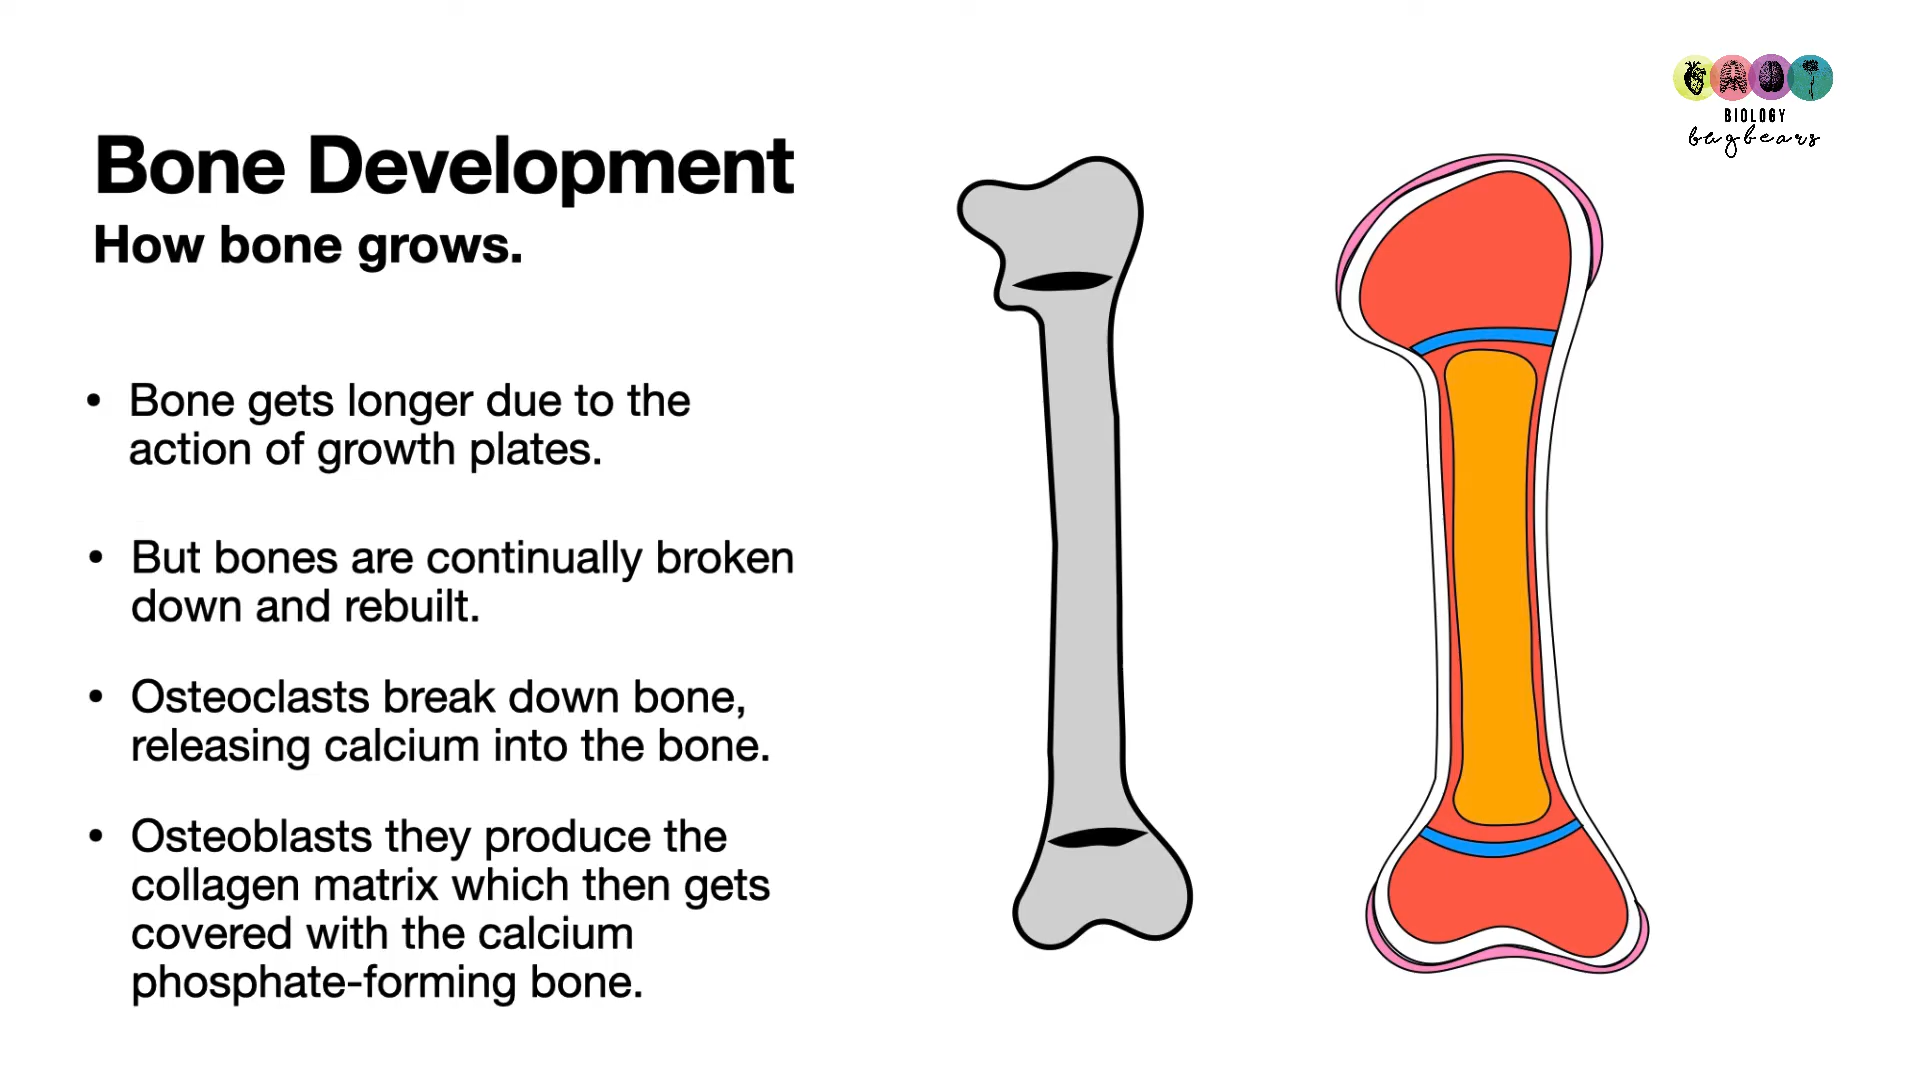 BIOLOGY
bugbears
Bone Development
How bone grows.
• Bone gets longer due to the
action of growth plates.
• But bones are continually broken
down and rebuilt.
• Osteoclasts break down bone,
releasing calcium into the bone.
• Osteoblasts they produce the
collagen matrix which then gets
covered with the calcium
phosphate-forming bone.